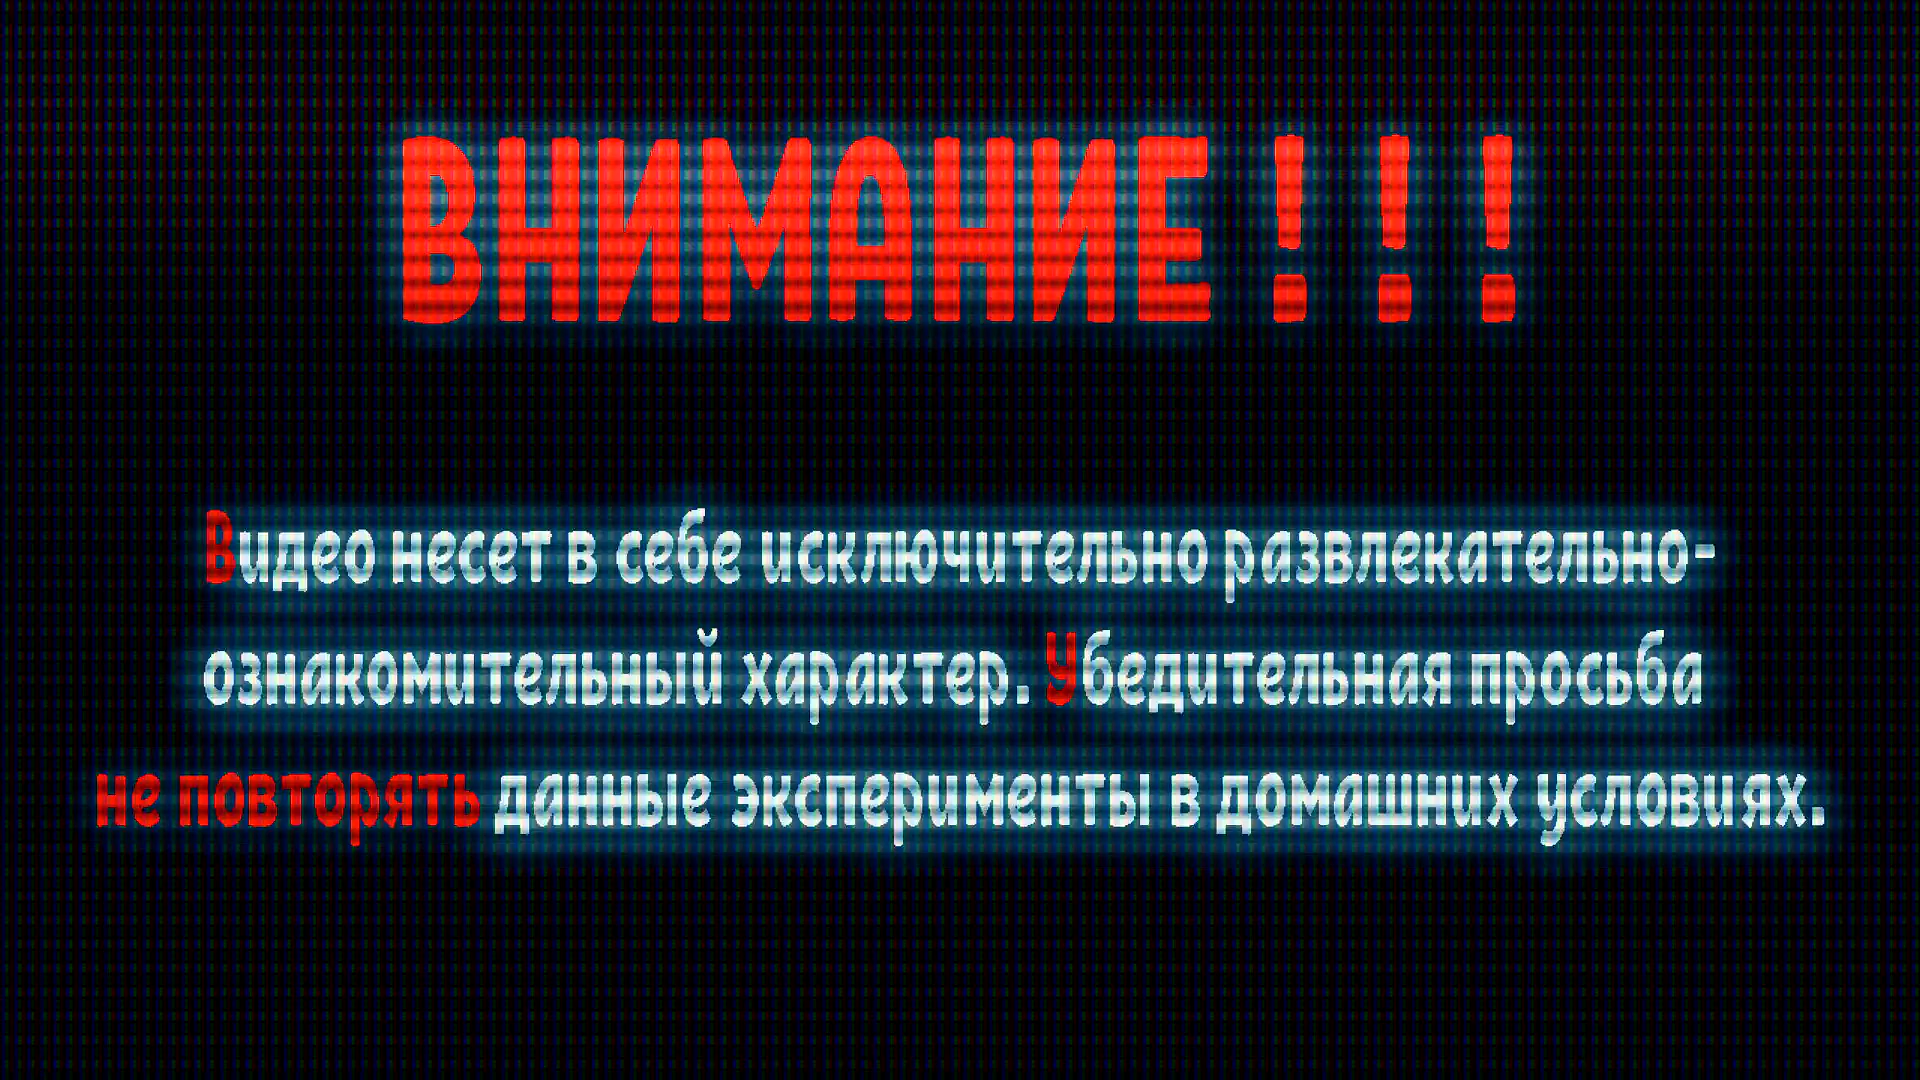 ВНИМАНИЕ ! ! !
Видео несет в себе исключительно развлекательно-
ознакомительный характер. Убедительная просьба
не повторять данные эксперименты в домашних условиях.